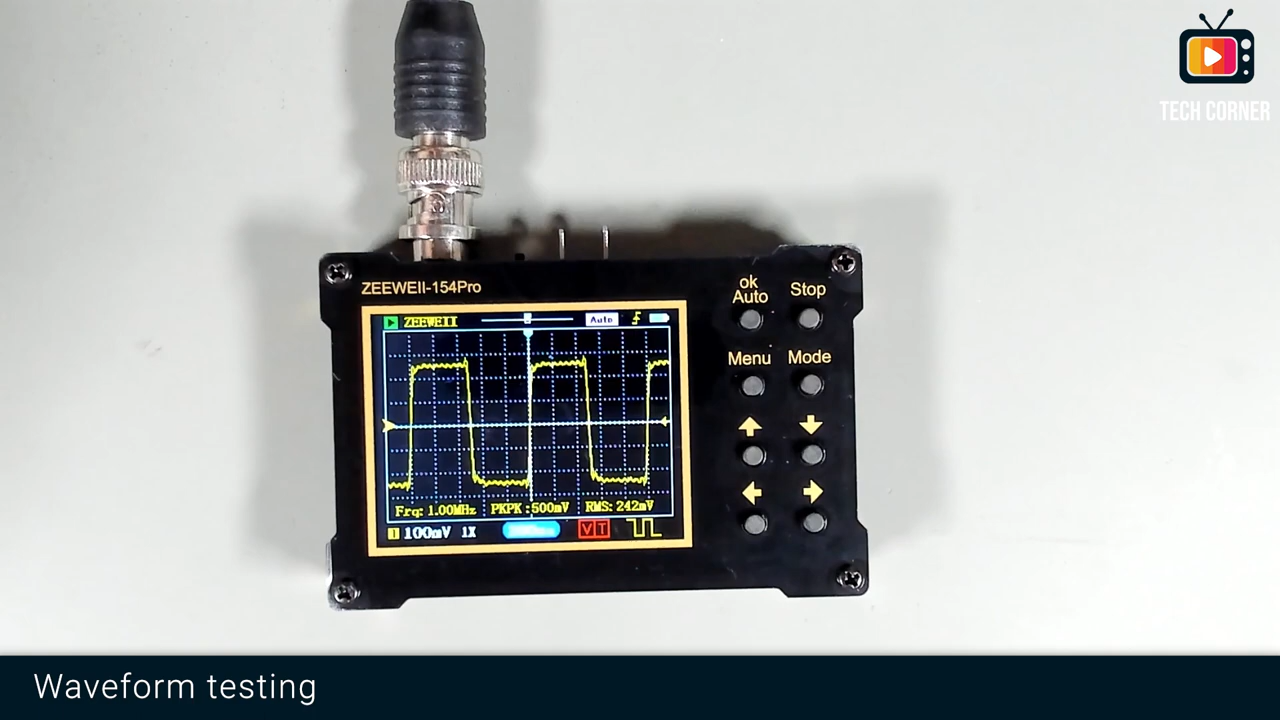 TECH CORNER
ZEEWEII-154Pro
ok
Auto
Stop
ZEEWEII
Auto
Menu
Mode
Frq: 1.00MHz PKPK:500mV RMS: 242mV
1 100mV 1X
VT
Waveform testing